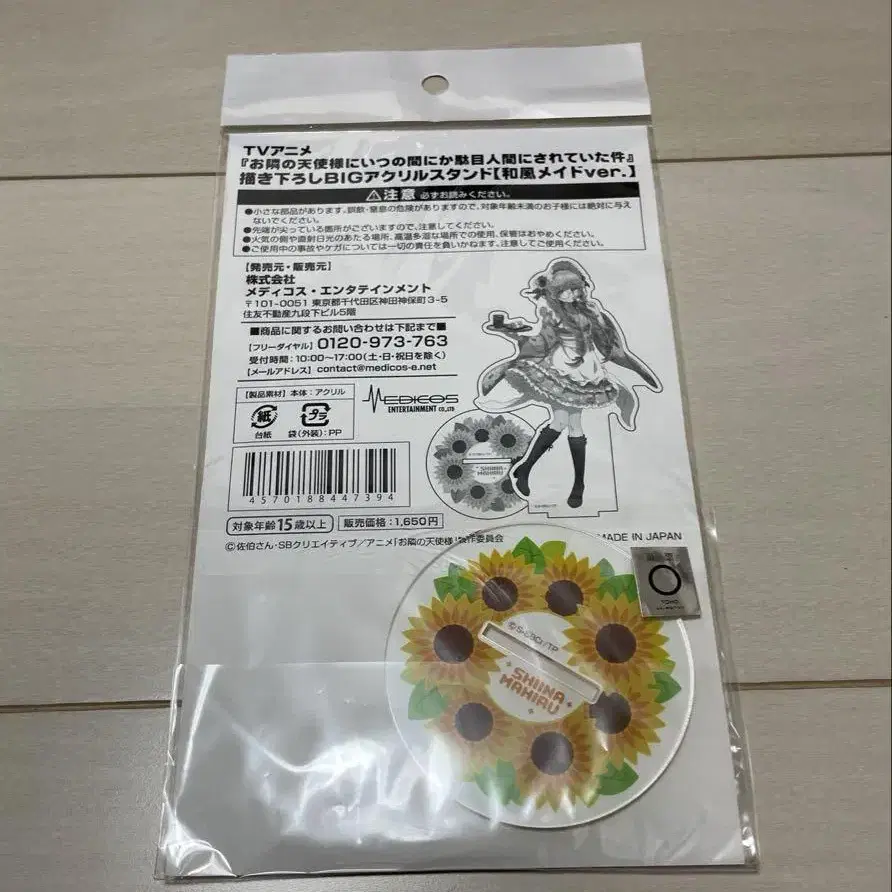 TVアニメ
『お隣の天使様にいつの間にか駄目人間にされていた件』
描き下ろしBIGアクリルスタンド【和風メイドver.】
注意 必ずお読みください。
●小さな部品があります。誤飲・窒息の危険がありますので、対象年齢未満のお子様には絶対に与え
ないでください。
●先端が尖っている箇所がございますので、注意してください。
●火気の側や直射日光のあたる場所、高温多湿な場所での使用、保管はおやめください。
●ご使用中の事故やケガについては一切の責任を負いかねます。注意してご使用ください。
【発売元・販売元】
株式会社
メディコス・エンタテインメント
〒101-0051 東京都千代田区神田神保町3-5
住友不動産九段下ビル5階
■商品に関するお問い合わせは下記まで■
【フリーダイヤル】0120-973-763
受付時間:10:00~17:00(土・日・祝日を除く)
【メールアドレス】contact@medicos-e.net
【製品素材】本体:アクリル
紙
プラ
台紙
袋(外装):PP
MEDICOS
ENTERTAINMENT CO.,LTD
4570188447394
対象年齢15歳以上
販売価格:1,650円
©佐伯さん・SBクリエイティブ/アニメ「お隣の天使様」製作委員会
MADE IN JAPAN
SHIINA
MAHIRU
TOHO
SHIINA
MAHIRU